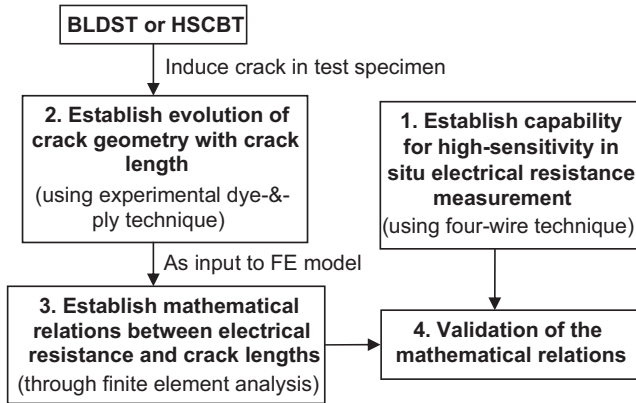 BLDST or HSCBT
Induce crack in test specimen
2. Establish evolution of
crack geometry with crack
length
(using experimental dye-&-
ply technique)
1. Establish capability
for high-sensitivity in
situ electrical resistance
measurement
(using four-wire technique)
As input to FE model
3. Establish mathematical
relations between electrical
resistance and crack lengths
(through finite element analysis)
4. Validation of the
mathematical relations